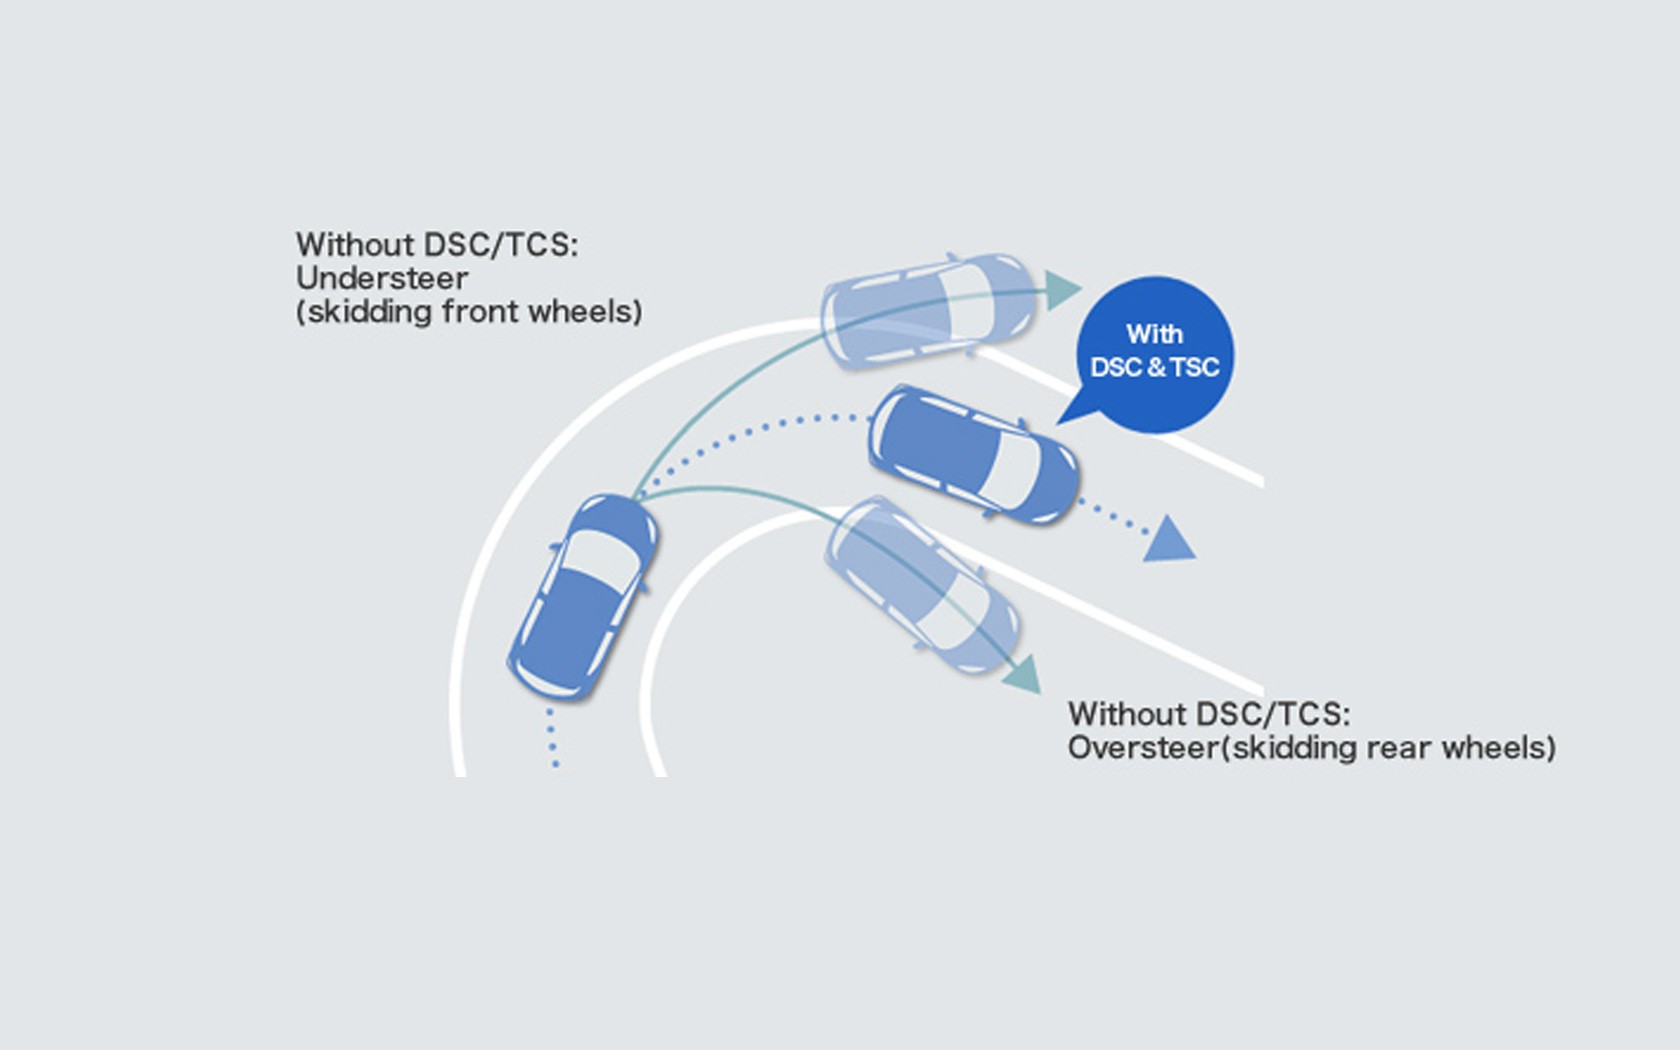 Without DSC/TCS:
Understeer
(skidding front wheels)
With
DSC & TSC
Without DSC/TCS:
Oversteer(skidding rear wheels)